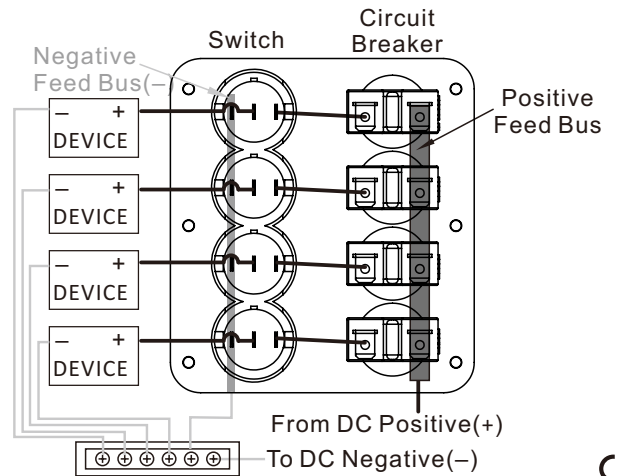 Circuit
Breaker
Switch
Negative
Feed Bus(–)
Positive
Feed Bus
– +
DEVICE
– +
DEVICE
– +
DEVICE
– +
DEVICE
From DC Positive(+)
To DC Negative(–)